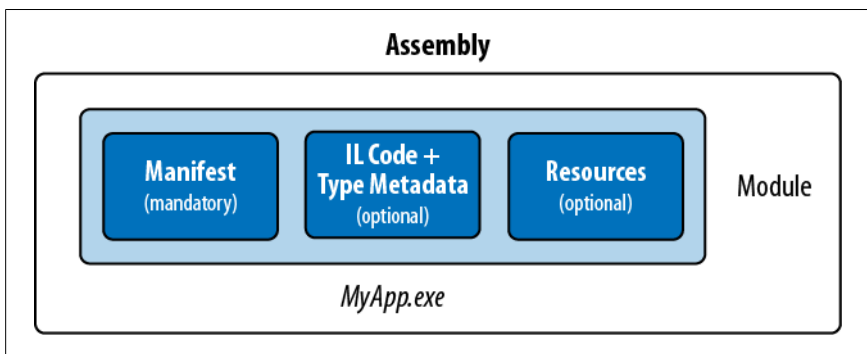 Assembly
Manifest
(mandatory)
IL Code +
Type Metadata
(optional)
Resources
(optional)
Module
MyApp.exe